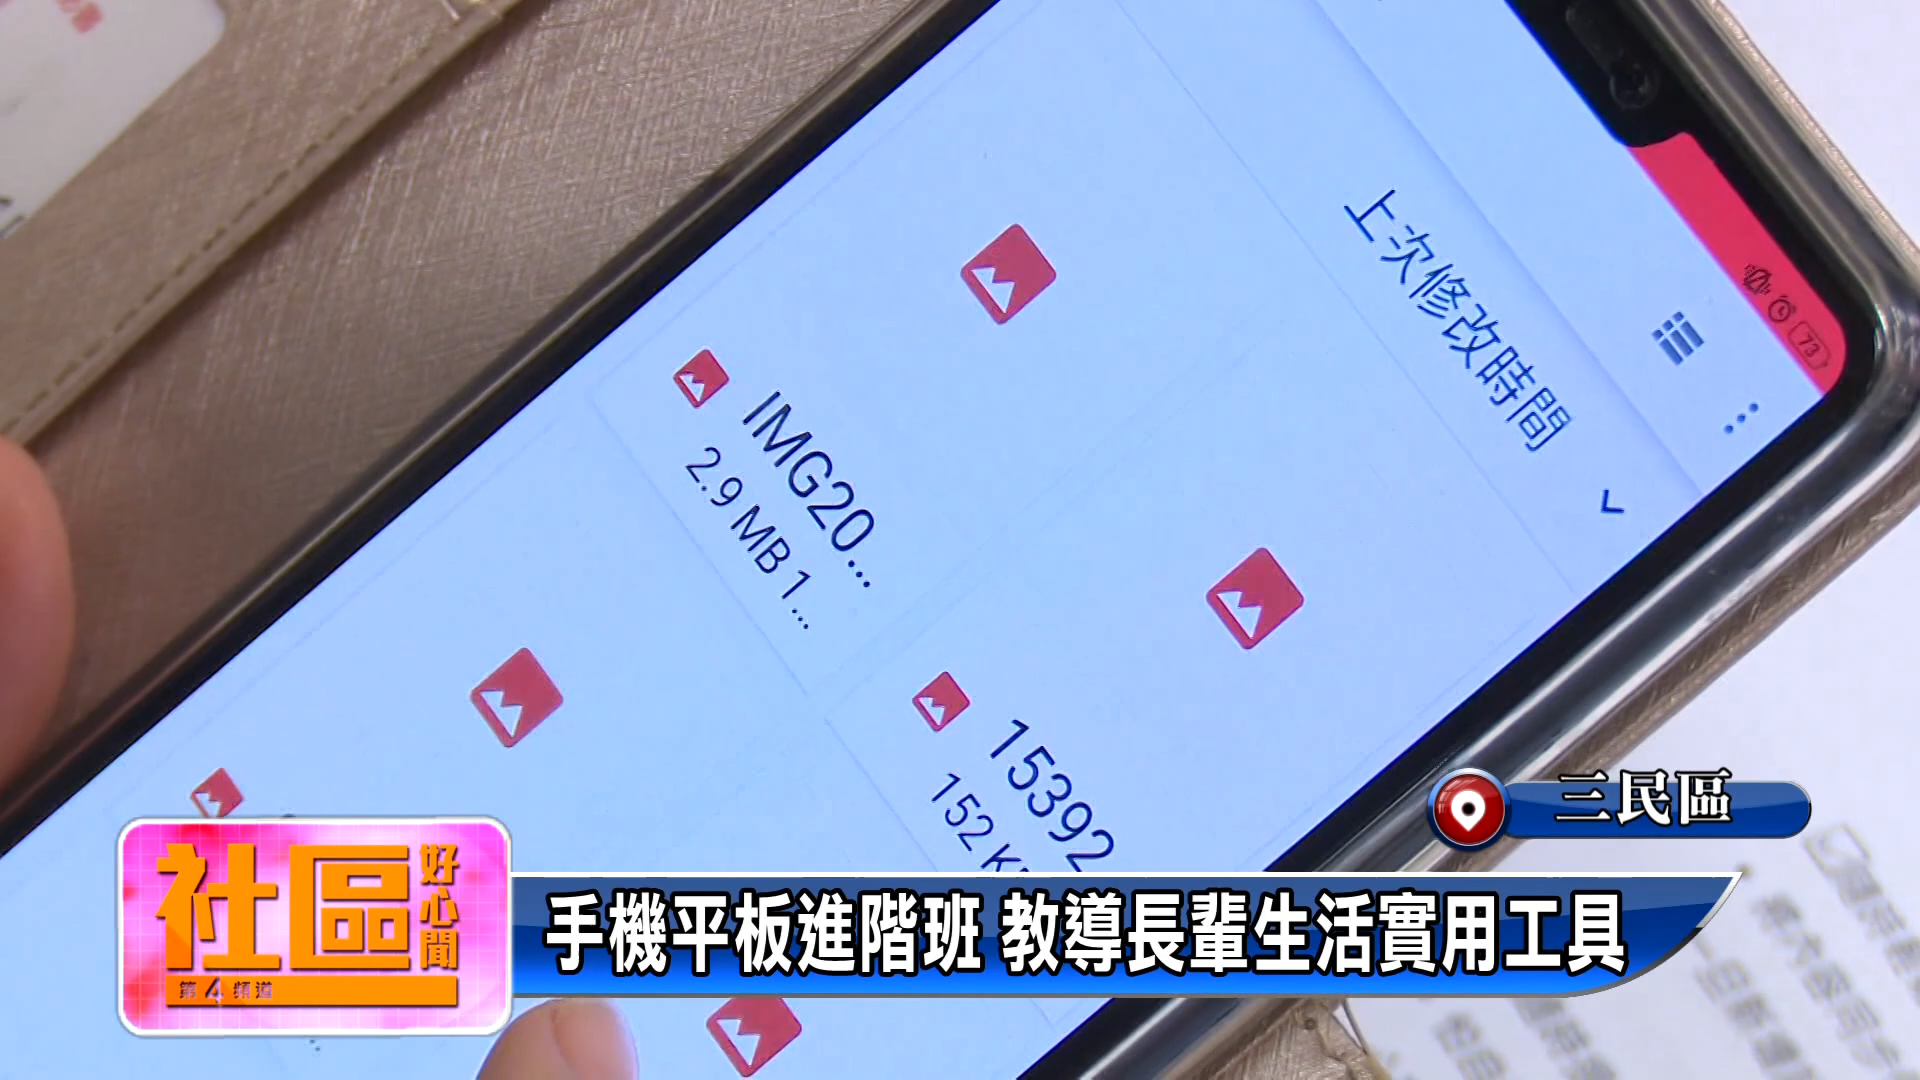 73
上次修改時間
IMG20...
2.9 MB 1...
15392
152 K
三民區
社區
好心聞
第4頻道
手機平板進階班 教導長輩生活實用工具